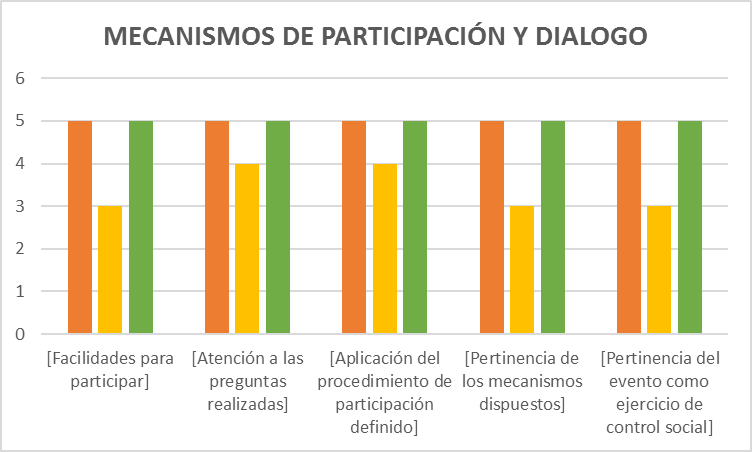 MECANISMOS DE PARTICIPACIÓN Y DIALOGO
6
5
4
3
2
1
0
[Facilidades para
participar]
[Atención a las
preguntas
realizadas]
[Aplicación del
procedimiento de
participación
definido]
[Pertinencia de
los mecanismos
dispuestos]
[Pertinencia del
evento como
ejercicio de
control social]